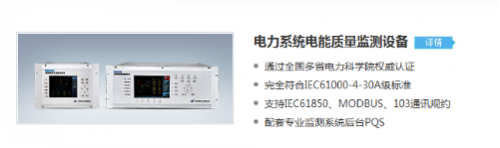 电力系统电能质量监测设备 详情
通过全国多省电力科学院权威认证
完全符合IEC61000-4-30A级标准
支持IEC61850、MODBUS、103通讯规约
配套专业监测系统后台PQS